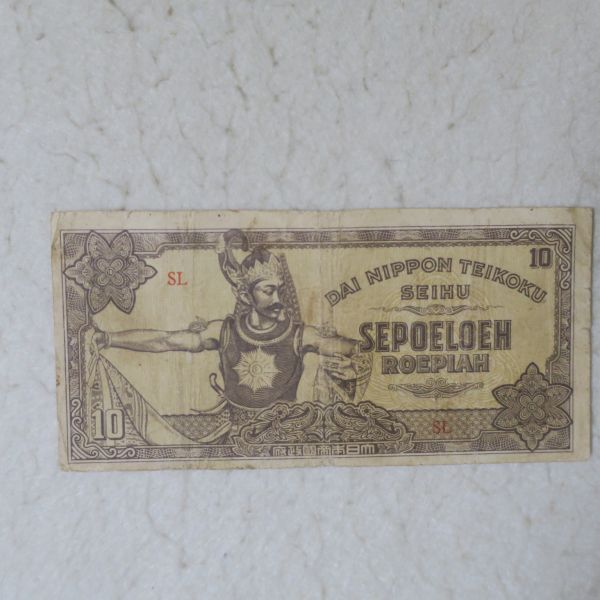 10
SL
DAI NIPPON TEIKOKU
SEIHU
SEPOELOEH
ROEPIAH
SL
10